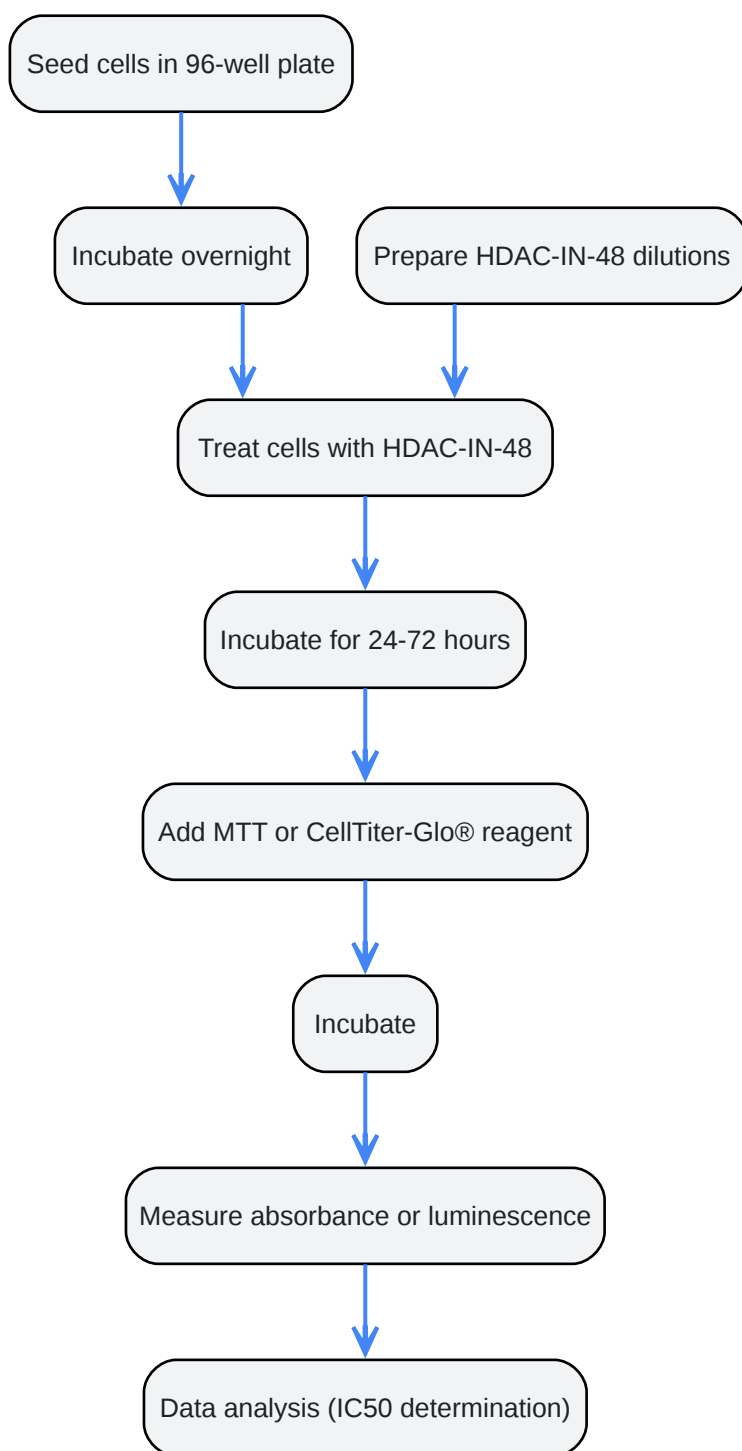 Seed cells in 96-well plate
Incubate overnight
Prepare HDAC-IN-48 dilutions
Treat cells with HDAC-IN-48
Incubate for 24-72 hours
Add MTT or CellTiter-Glo® reagent
Incubate
Measure absorbance or luminescence
Data analysis (IC50 determination)